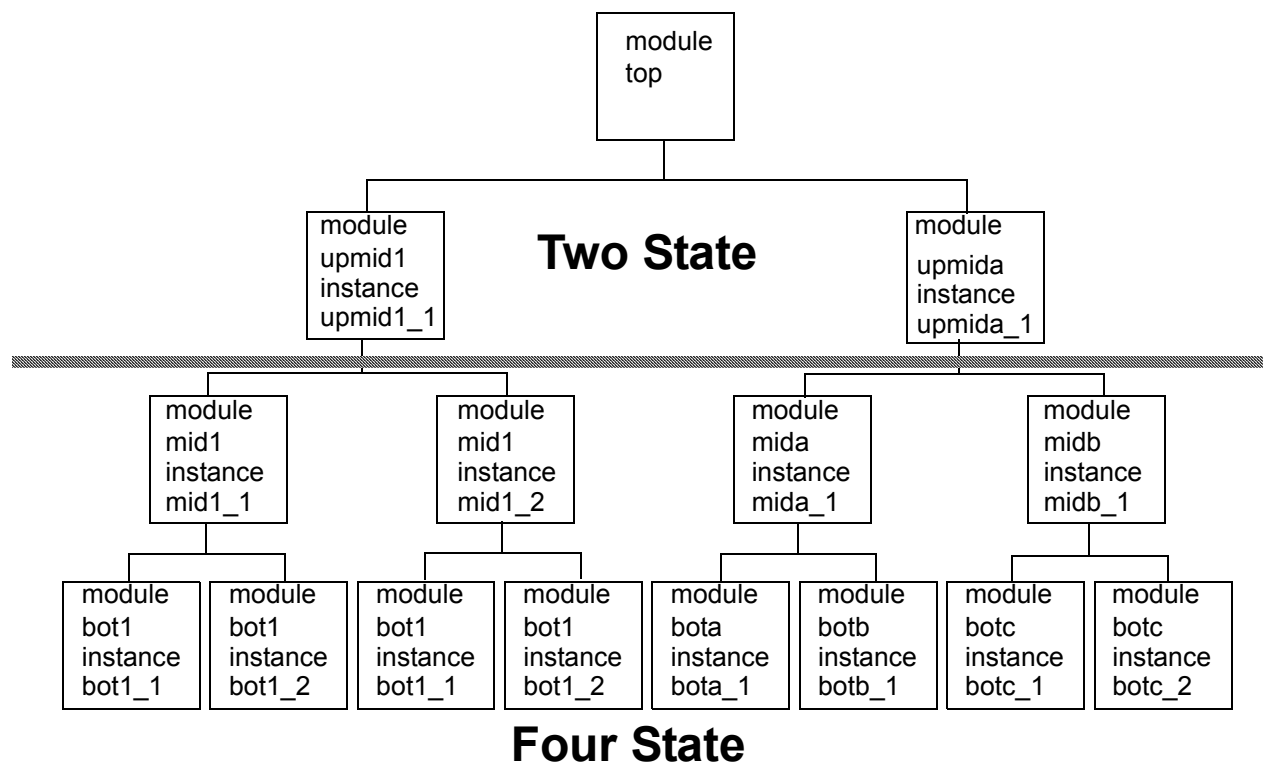 module
top
module
upmid1
instance
upmid1_1
Two State
module
upmida
instance
upmida_1
module
mid1
instance
mid1_1
module
mid1
instance
mid1_2
module
mida
instance
mida_1
module
midb
instance
midb_1
module
bot1
instance
bot1_1
module
bot1
instance
bot1_2
module
bot1
instance
bot1_1
module
bot1
instance
bot1_2
module
bota
instance
bota_1
module
botb
instance
botb_1
module
botc
instance
botc_1
module
botc
instance
botc_2
Four State